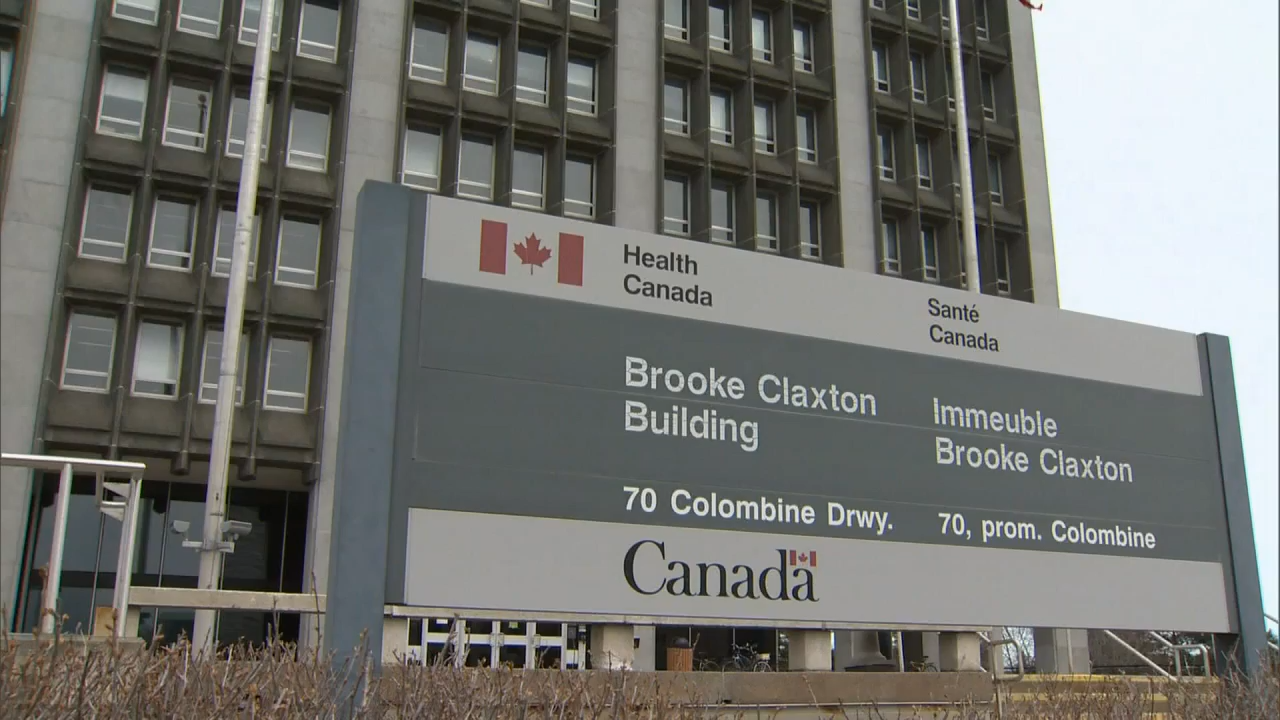 Health
Canada
Santé
Canada
Brooke Claxton
Building
Immeuble
Brooke Claxton
70 Colombine Drwy.
70, prom. Colombine
Canada